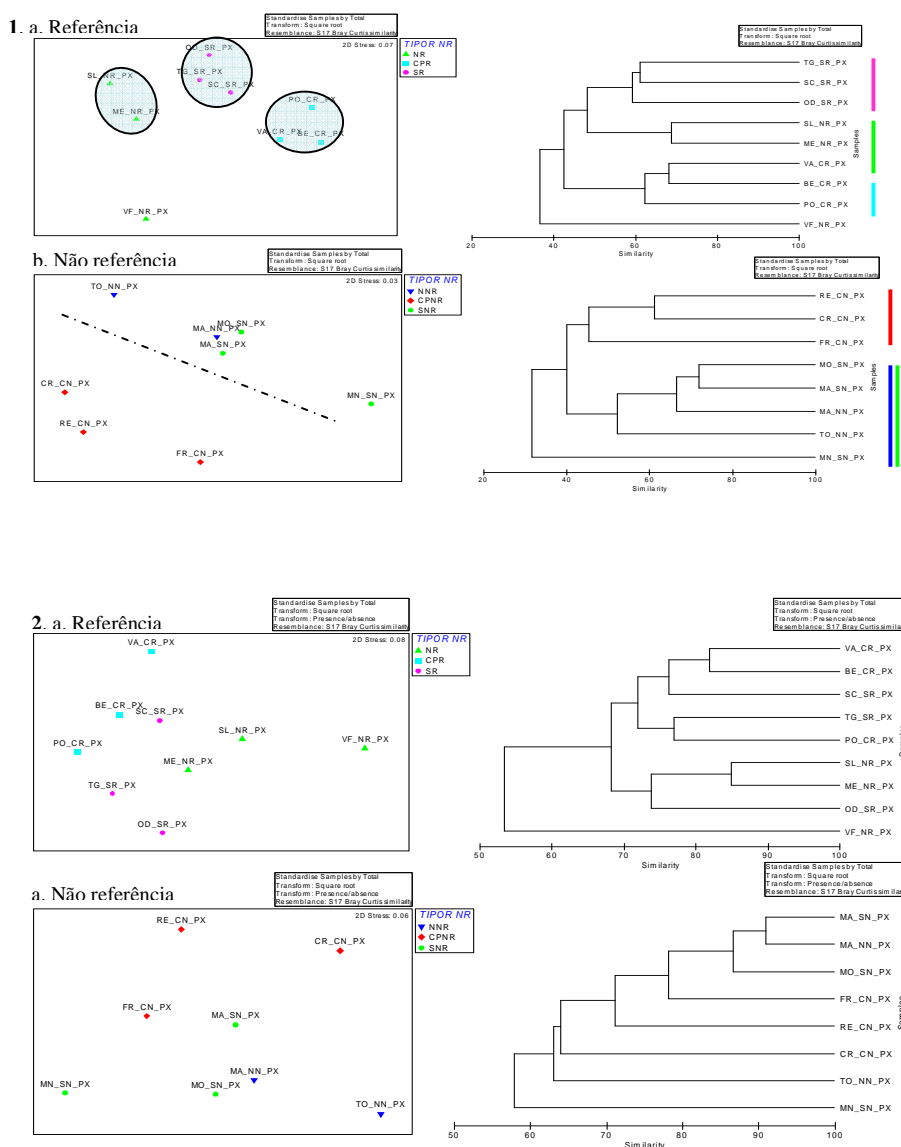 1. a. Referência
Standardise Samples by Total
Transform: Square root
Resemblance: S17 Bray Curtis similarity
2D Stress: 0.07
TIPOR NR
NR
CPR
SR
OD_SR_PX
SL_NR_PX
TG_SR_PX
SC_SR_PX
ME_NR_PX
PO_CR_PX
VA_CR_PX
BE_CR_PX
VF_NR_PX
Standardise Samples by Total
Transform: Square root
Resemblance: S17 Bray Curtis similarity
TG_SR_PX
SC_SR_PX
OD_SR_PX
SL_NR_PX
ME_NR_PX
VA_CR_PX
BE_CR_PX
PO_CR_PX
VF_NR_PX
Samples
20 40 60 80 100
Similarity
b. Não referência
Standardise Samples by Total
Transform: Square root
Resemblance: S17 Bray Curtis similarity
2D Stress: 0.03
TIPOR NR
NNR
CPNR
SNR
TO_NN_PX
MO_SN_PX
MA_NN_PX
MA_SN_PX
CR_CN_PX
MN_SN_PX
RE_CN_PX
FR_CN_PX
Standardise Samples by Total
Transform: Square root
Resemblance: S17 Bray Curtis similarity
RE_CN_PX
CR_CN_PX
FR_CN_PX
MO_SN_PX
MA_SN_PX
MA_NN_PX
TO_NN_PX
MN_SN_PX
Samples
20 40 60 80 100
Similarity
2. a. Referência
Standardise Samples by Total
Transform: Square root
Transform: Presence/absence
Resemblance: S17 Bray Curtis similarity
2D Stress: 0.08
TIPOR NR
NR
CPR
SR
VA_CR_PX
BE_CR_PX
SC_SR_PX
SL_NR_PX
VF_NR_PX
PO_CR_PX
ME_NR_PX
TG_SR_PX
OD_SR_PX
Standardise Samples by Total
Transform: Square root
Transform: Presence/absence
Resemblance: S17 Bray Curtis similarity
VA_CR_PX
BE_CR_PX
SC_SR_PX
TG_SR_PX
PO_CR_PX
SL_NR_PX
ME_NR_PX
OD_SR_PX
VF_NR_PX
50 60 70 80 90 100
Similarity
a. Não referência
Standardise Samples by Total
Transform: Square root
Transform: Presence/absence
Resemblance: S17 Bray Curtis similarity
2D Stress: 0.06
TIPOR NR
NNR
CPNR
SNR
RE_CN_PX
CR_CN_PX
FR_CN_PX
MA_SN_PX
MN_SN_PX
MO_SN_PX
MA_NN_PX
TO_NN_PX
Standardise Samples by Total
Transform: Square root
Transform: Presence/absence
Resemblance: S17 Bray Curtis similarity
MA_SN_PX
MA_NN_PX
MO_SN_PX
FR_CN_PX
RE_CN_PX
CR_CN_PX
TO_NN_PX
MN_SN_PX
Samples
50 60 70 80 90 100
Similarity